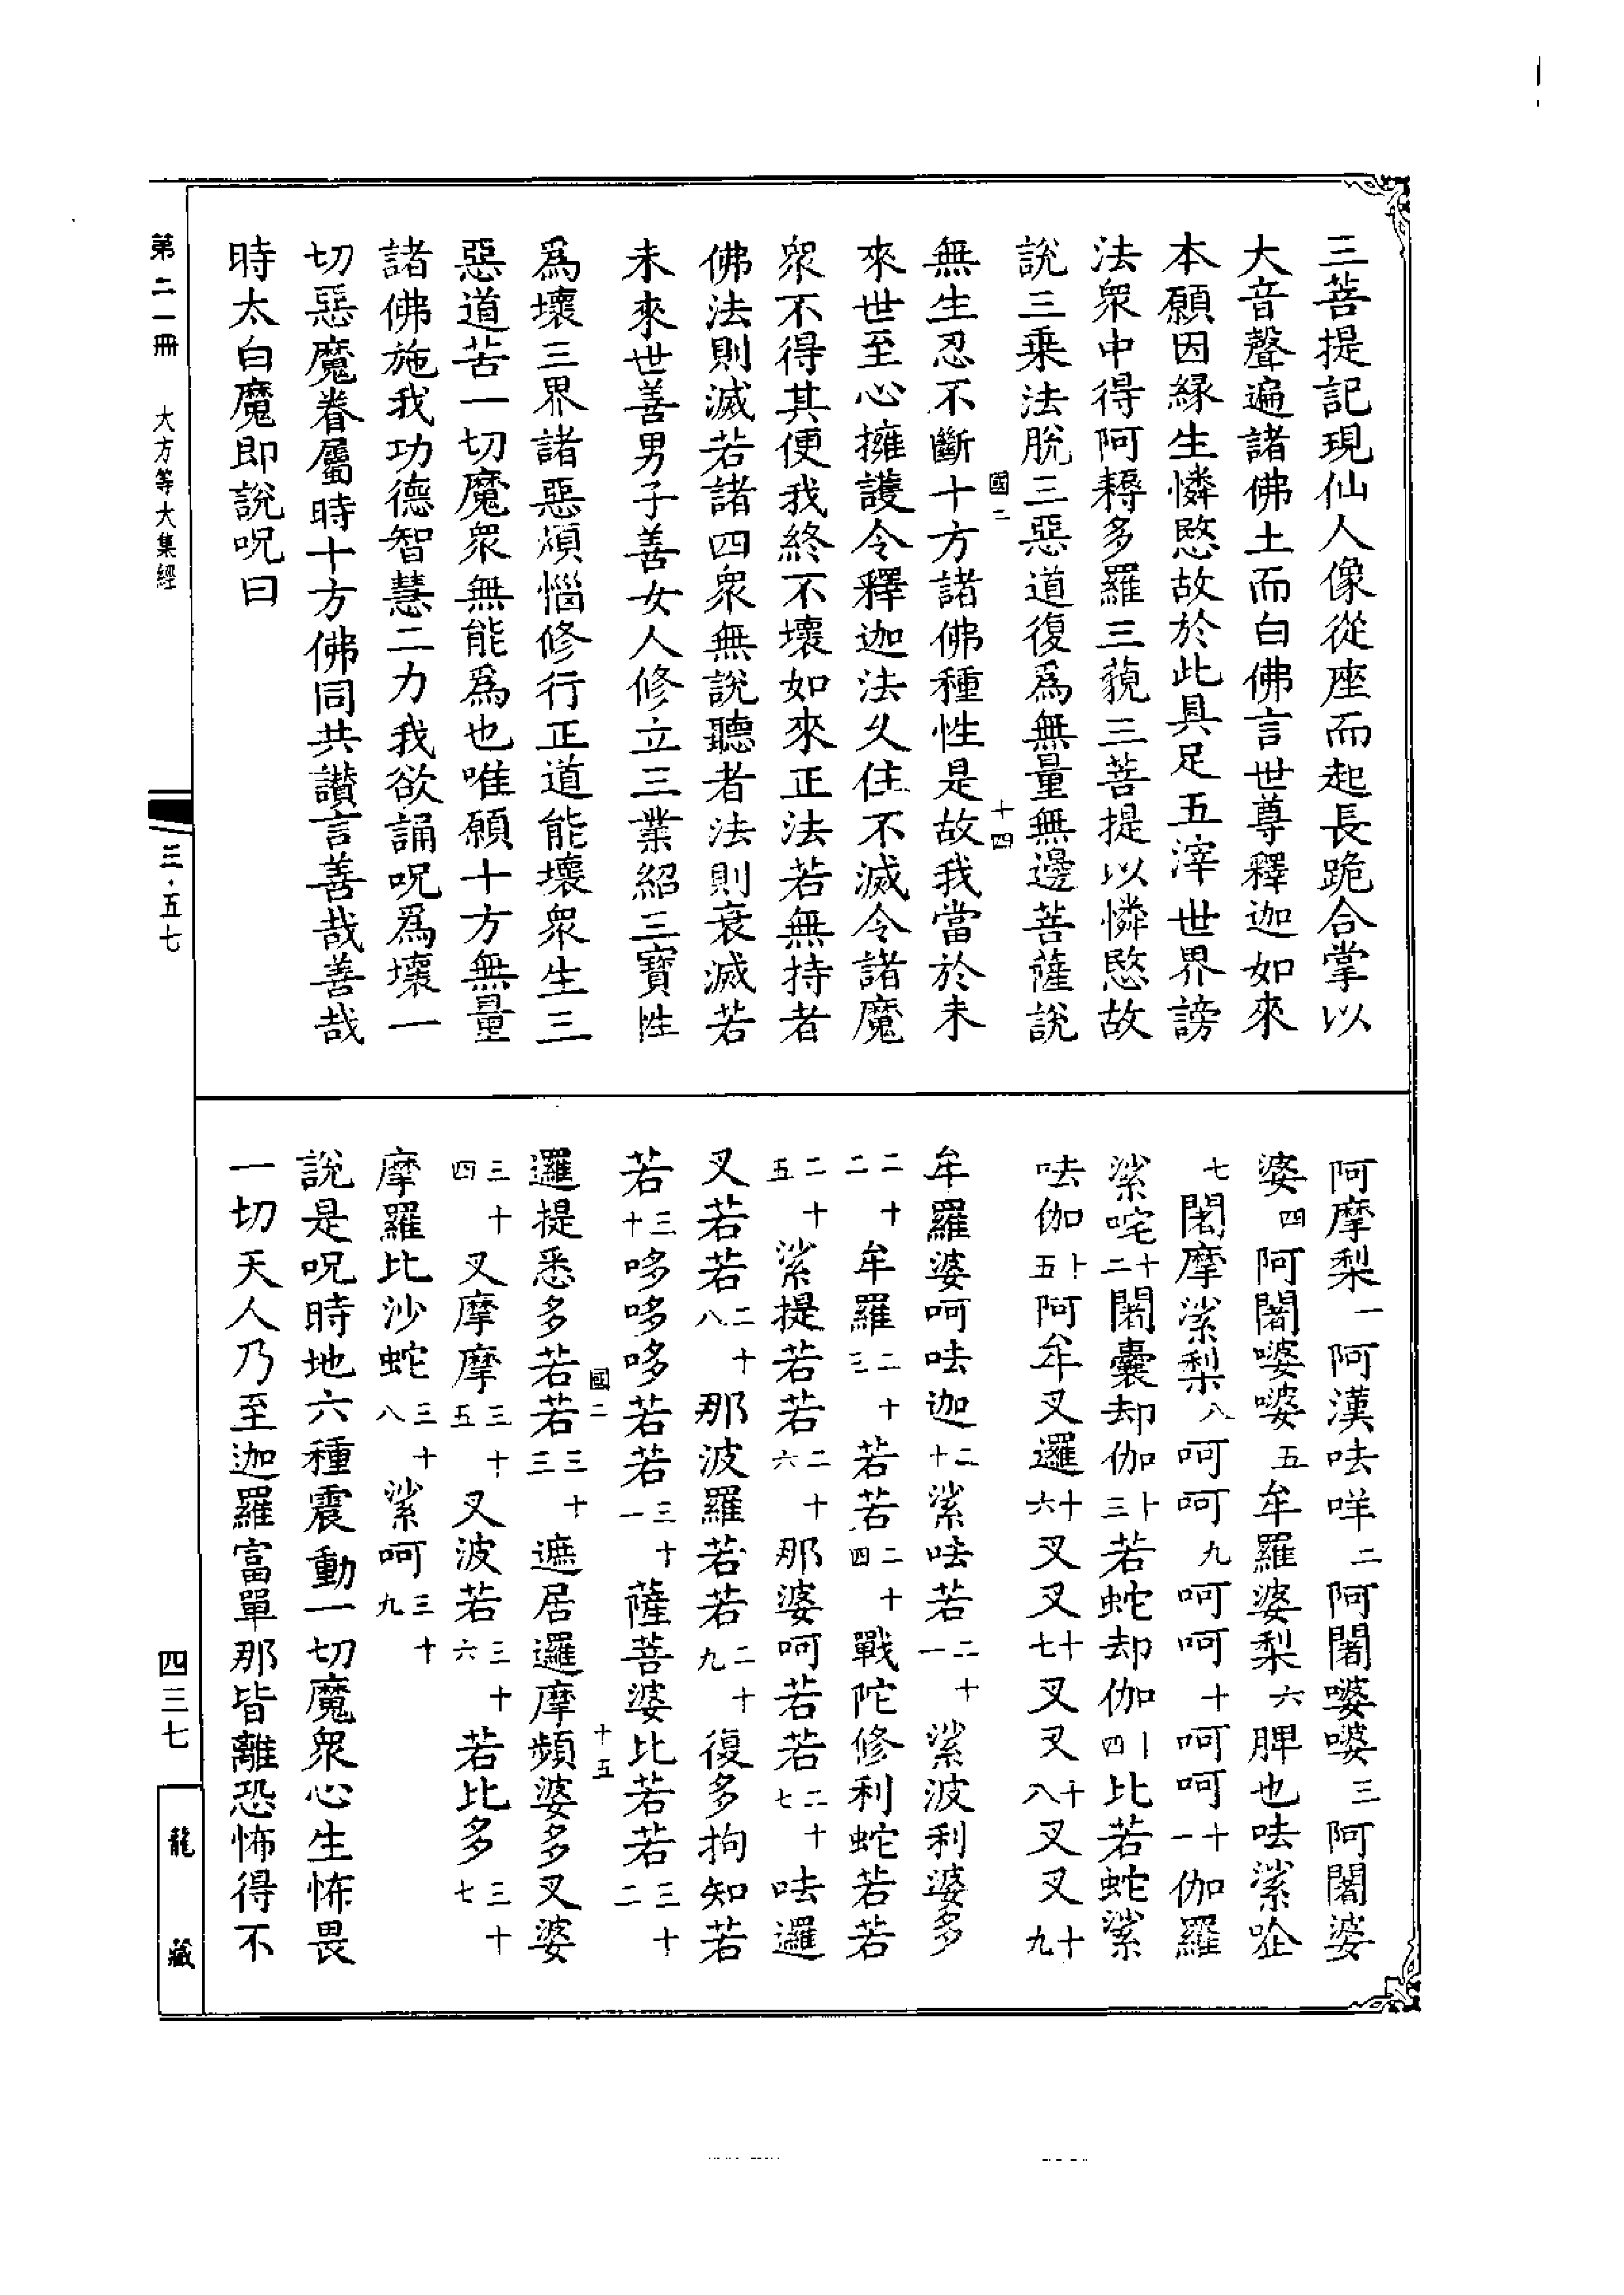 三菩提記現仙人像從座而起長跪合掌以
大音聲遍諸佛土而白佛言世尊釋迦如來
本願因緣生憐愍故於此具足五滓世界謗
法衆中得阿耨多羅三藐三菩提以憐愍故
說三乗法脫三惡道復爲無量無邊菩薩說
國二 十四
無生忍不斷十方諸佛種性是故我當於未
來世至心擁護令釋迦法久住不滅令諸魔
衆不得其便我終不壞如來正法若無持者
佛法則滅若諸四衆無說聽者法則衰滅若
未來世善男子善女人修立三業紹三寶性
爲壞三界諸惡煩惱修行正道能壞衆生三
惡道苦一切魔衆無能爲也唯願十方無量
諸佛施我功德智慧二力我欲誦呪爲壞一
切惡魔眷屬時十方佛同共讃言善哉善哉
時太白魔即說呪曰
阿摩梨一阿漢呿咩二阿闍婆婆三阿闍婆
婆四阿闍婆婆五牟羅婆梨六脾也呿㲚㖶
七闍摩㲚梨八呵呵九呵呵十呵呵十一伽羅
㲚咤十二闍囊却伽十三若蛇却伽十四比若蛇㲚
呿伽十五阿牟叉邏十六叉叉十七叉叉十八叉叉十九
牟羅婆呵呿迦二十㲚呿若二十一㲚波利婆多
二十二牟羅二十三若若二十四戰陀修利蛇若若
二十五㲚提若若二十六那婆呵若若二十七呿邏
叉若若二十八那波羅若若二十九復多拘知若
若三十哆哆哆若若三十一薩菩婆比若若三十二
國二 十五
邏提悉多若若三十三遮居邏摩頻婆多叉婆
三十四叉摩摩三十五叉波若三十六若比多三十七
摩羅比沙蛇三十八㲚呵三十九
說是呪時地六種震動一切魔衆心生怖畏
一切天人乃至迦羅富單那皆離恐怖得不
第二一冊 大方等大集經 三·五七 四三七 龍藏